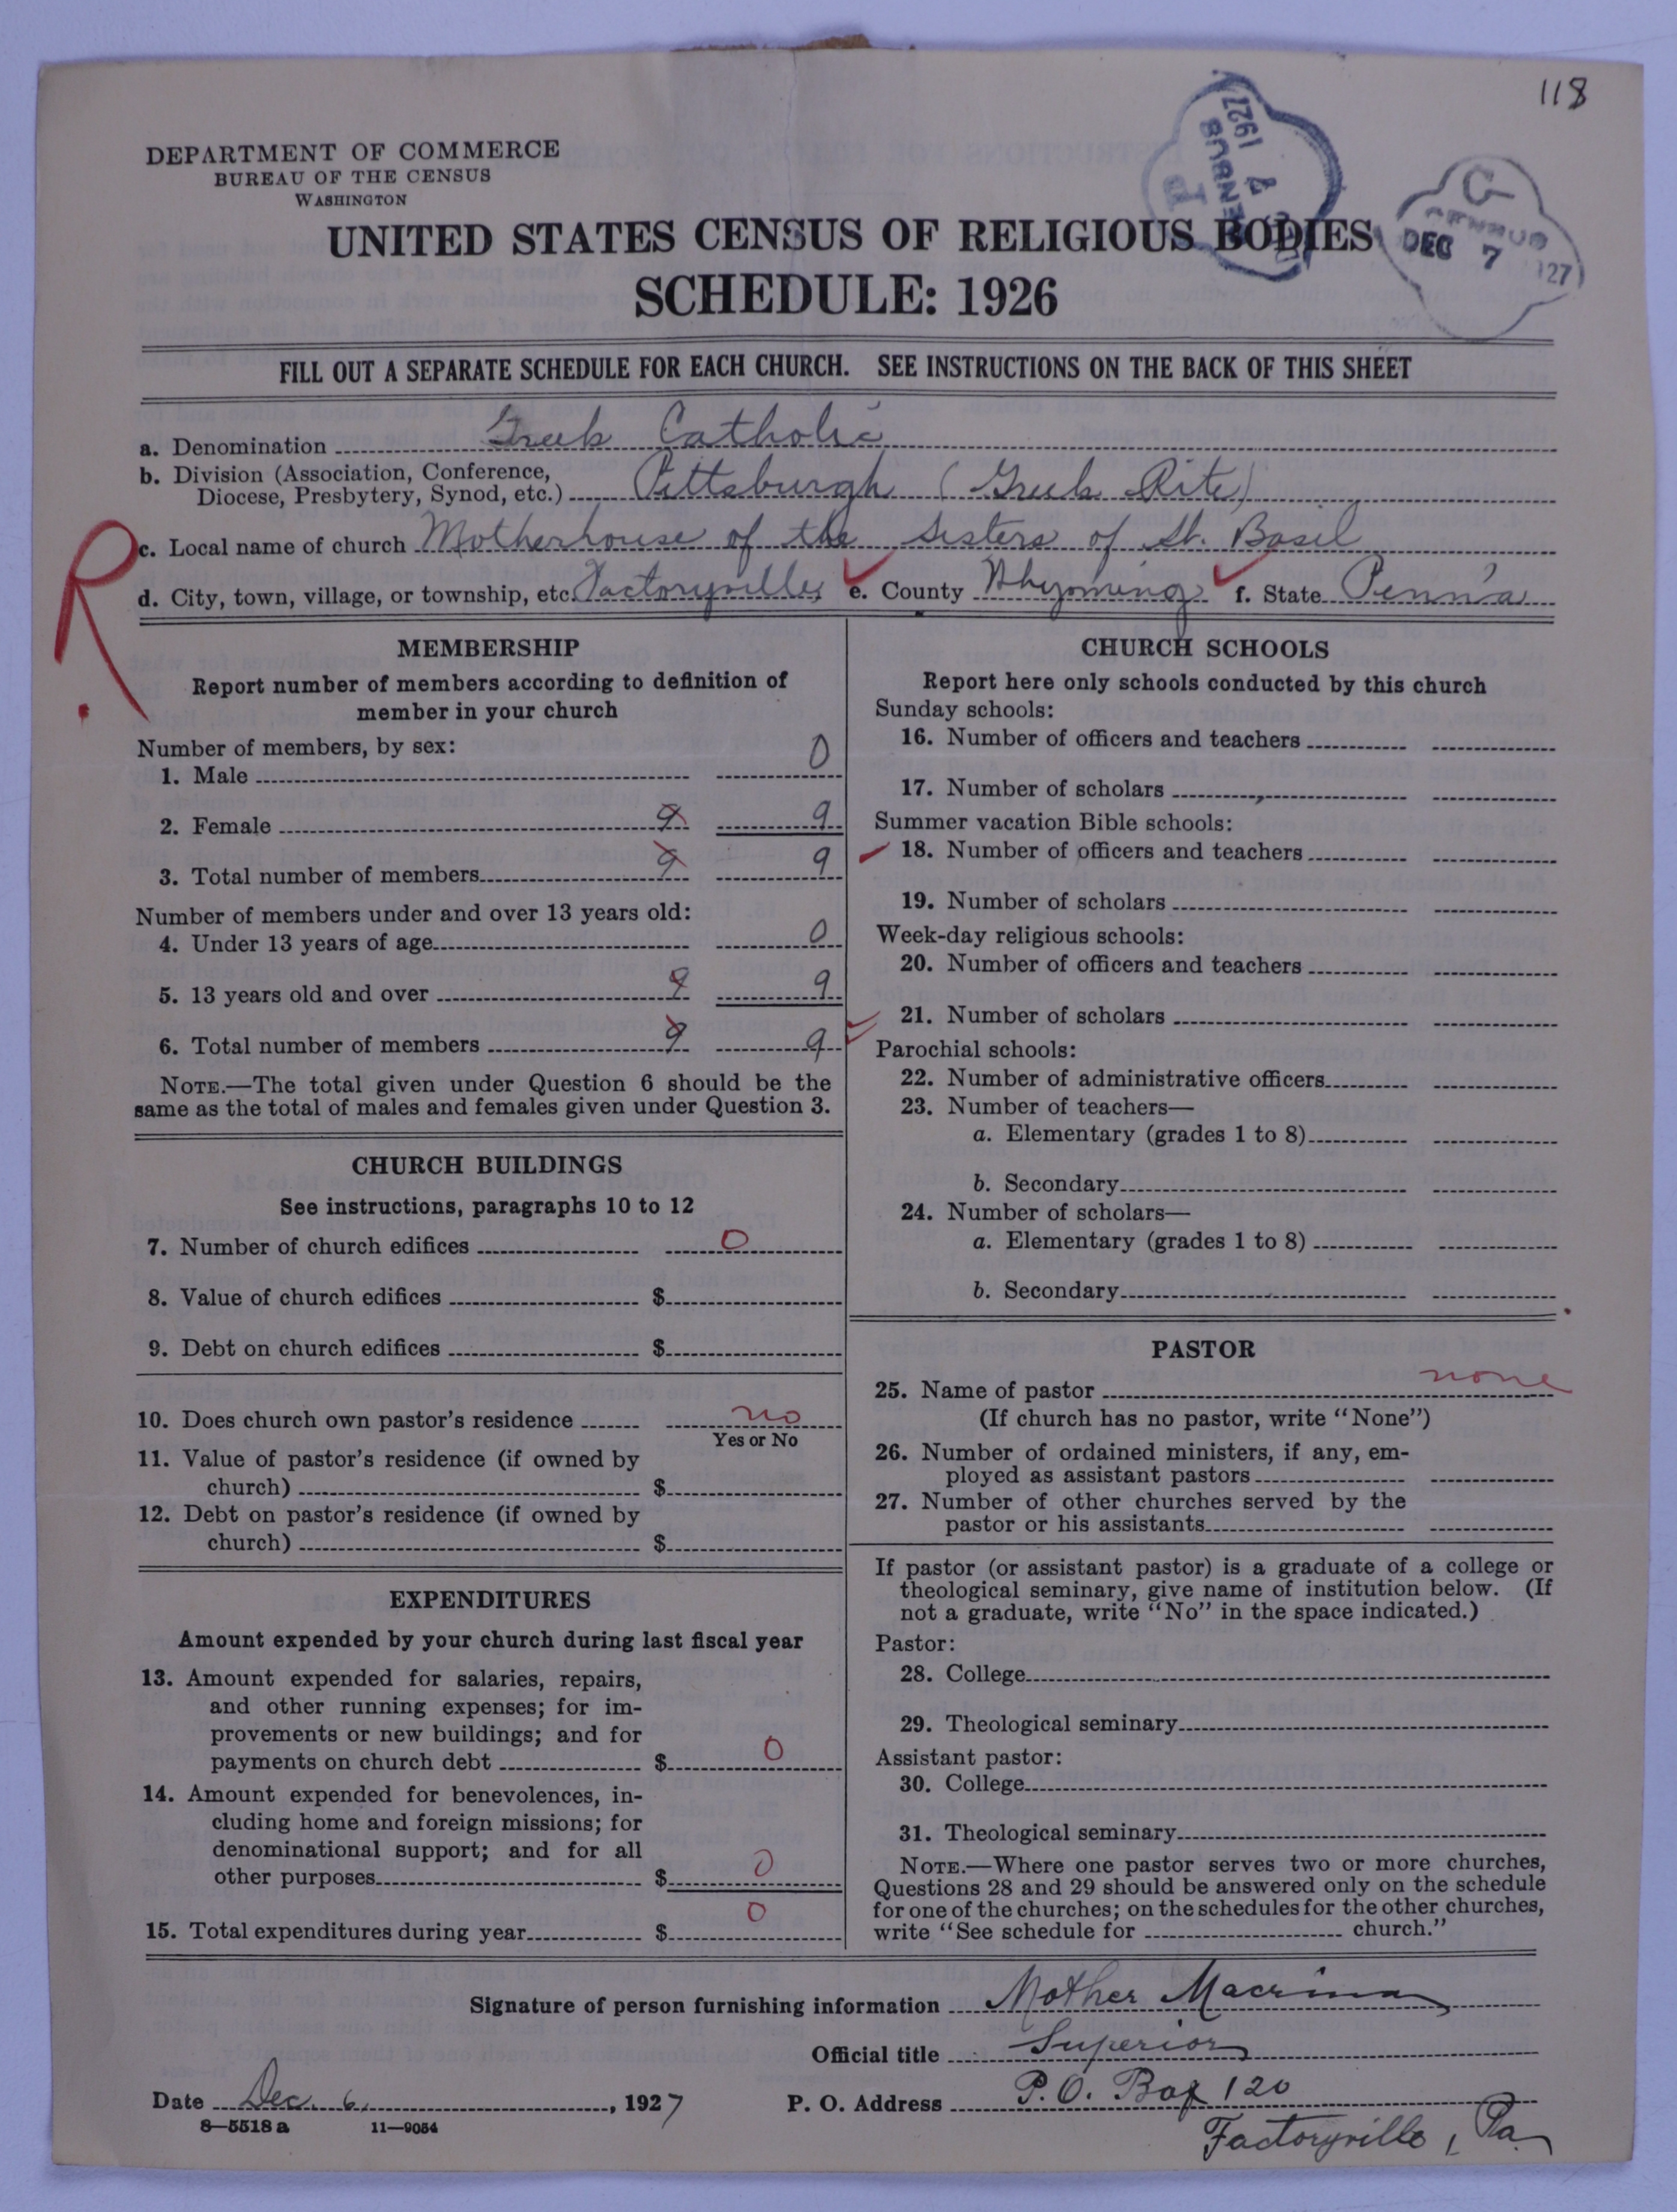 118
1927
DEC 7 127
DEPARTMENT OF COMMERCE
BUREAU OF THE CENSUS
WASHINGTON
UNITED STATES CENSUS OF RELIGIOUS BODIES
SCHEDULE: 1926
FILL OUT A SEPARATE SCHEDULE FOR EACH CHURCH. SEE INSTRUCTIONS ON THE BACK OF THIS SHEET
a. Denomination Greek Catholic
b. Division (Association, Conference,
Diocese, Presbytery, Synod, etc.) Pittsburgh (Greek Rite)
R
c. Local name of church Motherhouse of the Sisters of St. Basil
d. City, town, village, or township, etc. Factoryville, e. County Whyoming f. State Penn'a
MEMBERSHIP
Report number of members according to definition of
member in your church
Number of members, by sex:
1. Male 0
2. Female 9 9
3. Total number of members 9 9
Number of members under and over 13 years old:
4. Under 13 years of age 0
5. 13 years old and over 9 9
6. Total number of members 9 9
NOTE.—The total given under Question 6 should be the
same as the total of males and females given under Question 3.
CHURCH BUILDINGS
See instructions, paragraphs 10 to 12
7. Number of church edifices 0
8. Value of church edifices $
9. Debt on church edifices $
10. Does church own pastor's residence no
Yes or No
11. Value of pastor's residence (if owned by
church) $
12. Debt on pastor's residence (if owned by
church) $
EXPENDITURES
Amount expended by your church during last fiscal year
13. Amount expended for salaries, repairs,
and other running expenses; for im-
provements or new buildings; and for
payments on church debt $ 0
14. Amount expended for benevolences, in-
cluding home and foreign missions; for
denominational support; and for all
other purposes $ 0
15. Total expenditures during year $ 0
CHURCH SCHOOLS
Report here only schools conducted by this church
Sunday schools:
16. Number of officers and teachers
17. Number of scholars
Summer vacation Bible schools:
18. Number of officers and teachers
19. Number of scholars
Week-day religious schools:
20. Number of officers and teachers
21. Number of scholars
Parochial schools:
22. Number of administrative officers
23. Number of teachers—
a. Elementary (grades 1 to 8)
b. Secondary
24. Number of scholars—
a. Elementary (grades 1 to 8)
b. Secondary
PASTOR
25. Name of pastor none
(If church has no pastor, write "None")
26. Number of ordained ministers, if any, em-
ployed as assistant pastors
27. Number of other churches served by the
pastor or his assistants
If pastor (or assistant pastor) is a graduate of a college or
theological seminary, give name of institution below. (If
not a graduate, write "No" in the space indicated.)
Pastor:
28. College
29. Theological seminary
Assistant pastor:
30. College
31. Theological seminary
NOTE.—Where one pastor serves two or more churches,
Questions 28 and 29 should be answered only on the schedule
for one of the churches; on the schedules for the other churches,
write "See schedule for church."
Signature of person furnishing information Mother Macrina
Official title Superior
Date Dec. 6, 1927 P. O. Address P.O. Box 120
8—5518 a 11—9054
Factoryville, Pa.